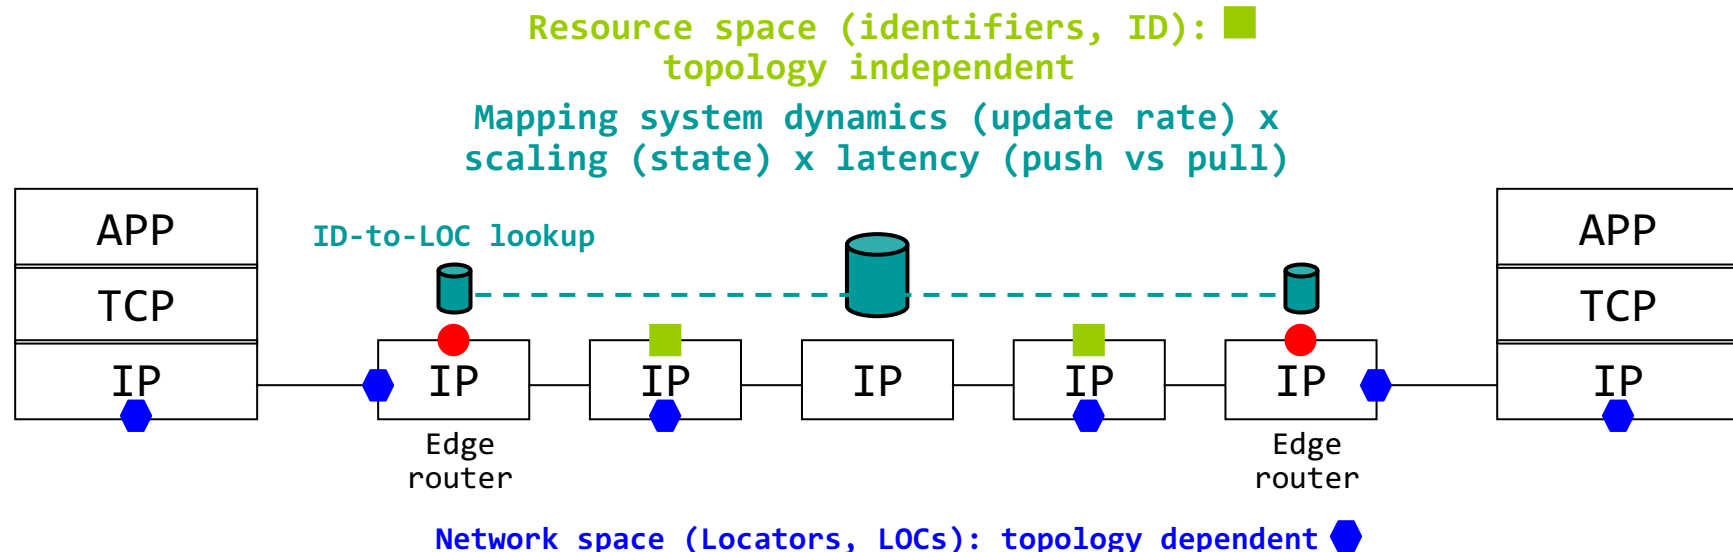 Resource space (identifiers, ID):
topology independent
Mapping system dynamics (update rate) x
scaling (state) x latency (push vs pull)
APP
ID-to-LOC lookup
APP
TCP
TCP
IP
IP
IP
IP
IP
IP
IP
Edge
router
Edge
router
Network space (Locators, LOCs): topology dependent